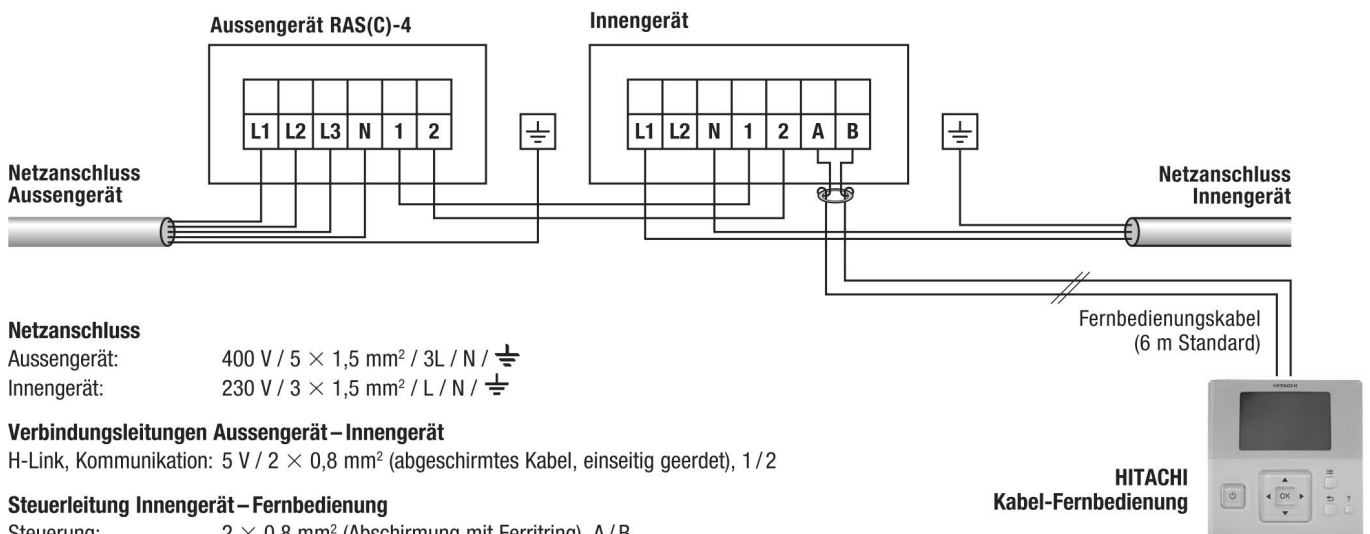 Aussengerät RAS(C)-4
Innengerät
L1 L2 L3 N 1 2
L1 L2 N 1 2 A B
Netzanschluss
Aussengerät
Netzanschluss
Innengerät
Fernbedienungskabel
(6 m Standard)
Netzanschluss
Aussengerät: 400 V / 5 × 1,5 mm² / 3L / N / ⏚
Innengerät: 230 V / 3 × 1,5 mm² / L / N / ⏚
Verbindungsleitungen Aussengerät – Innengerät
H-Link, Kommunikation: 5 V / 2 × 0,8 mm² (abgeschirmtes Kabel, einseitig geerdet), 1 / 2
Steuerleitung Innengerät – Fernbedienung
Steuerung: 2 × 0,8 mm² (Abschirmung mit Ferritring), A / B
HITACHI
Kabel-Fernbedienung
HITACHI
OK
?